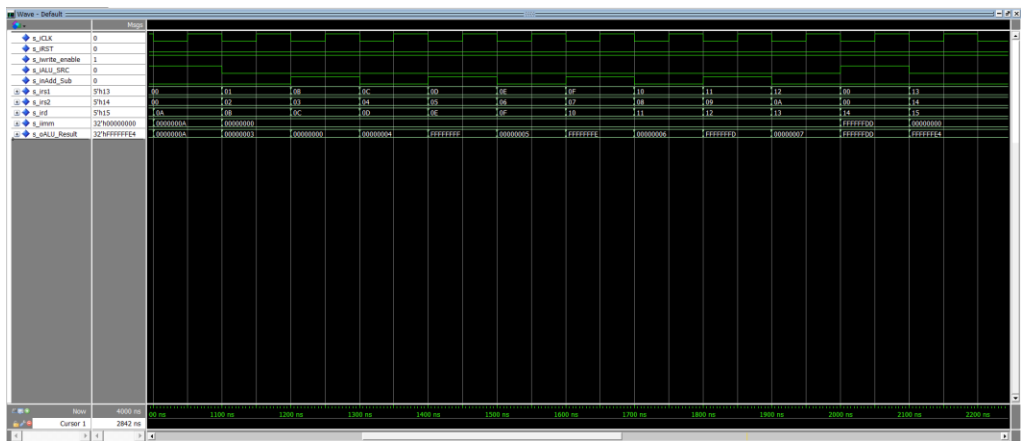 Wave - Default
Msgs
s_iCLK 0
s_iRST 0
s_iwrite_enable 1
s_iALU_SRC 0
s_inAdd_Sub 0
s_irs1 5'h13 00 01 0B 0C 0D 0E 0F 10 11 12 00 13
s_irs2 5'h14 00 02 03 04 05 06 07 08 09 0A 00 14
s_ird 5'h15 0A 0B 0C 0D 0E 0F 10 11 12 13 14 15
s_iimm 32'h00000000 0000000A 00000000 FFFFFFDD 00000000
s_oALU_Result 32'hFFFFFFE4 0000000A 00000003 00000000 00000004 FFFFFFFF 00000005 FFFFFFFE 00000006 FFFFFFFD 00000007 FFFFFFDD FFFFFFE4
Now 4000 ns 00 ns 1100 ns 1200 ns 1300 ns 1400 ns 1500 ns 1600 ns 1700 ns 1800 ns 1900 ns 2000 ns 2100 ns 2200 ns
Cursor 1 2842 ns